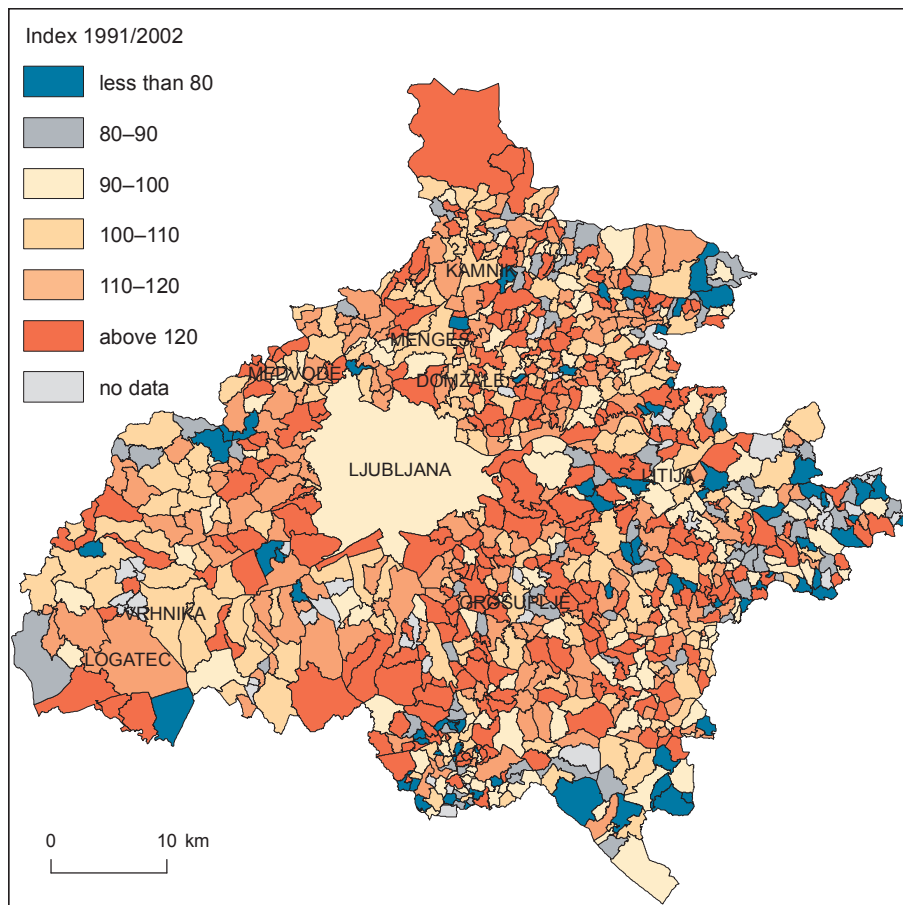 Index 1991/2002
less than 80
80–90
90–100
100–110
110–120
above 120
no data
KAMNIK
MENGEŠ
MEDVODE
DOMŽALE
LJUBLJANA
LITIJA
GROSUPLJE
VRHNIKA
LOGATEC
0 10 km